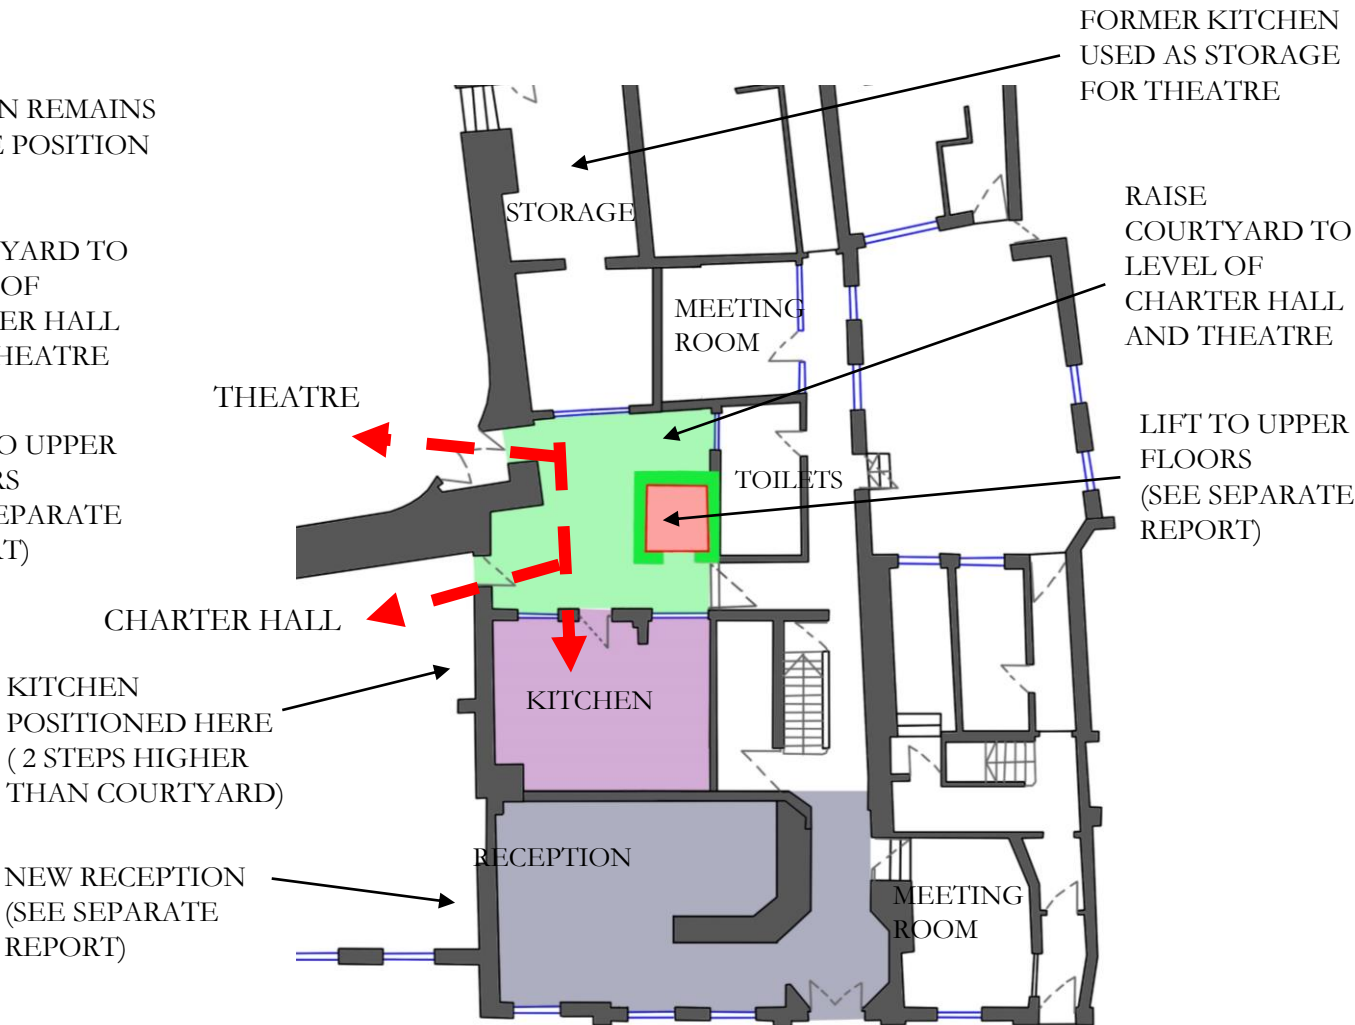 FORMER KITCHEN
USED AS STORAGE
FOR THEATRE
REMAINS
POSITION
STORAGE
RAISE
COURTYARD TO
LEVEL OF
CHARTER HALL
AND THEATRE
YARD TO
OF
ER HALL
HEATRE
MEETING
ROOM
THEATRE
LIFT TO UPPER
FLOORS
(SEE SEPARATE
REPORT)
O UPPER
RS
EPARATE
RT)
TOILETS
CHARTER HALL
KITCHEN
POSITIONED HERE
( 2 STEPS HIGHER
THAN COURTYARD)
KITCHEN
NEW RECEPTION
(SEE SEPARATE
REPORT)
RECEPTION
MEETING
ROOM